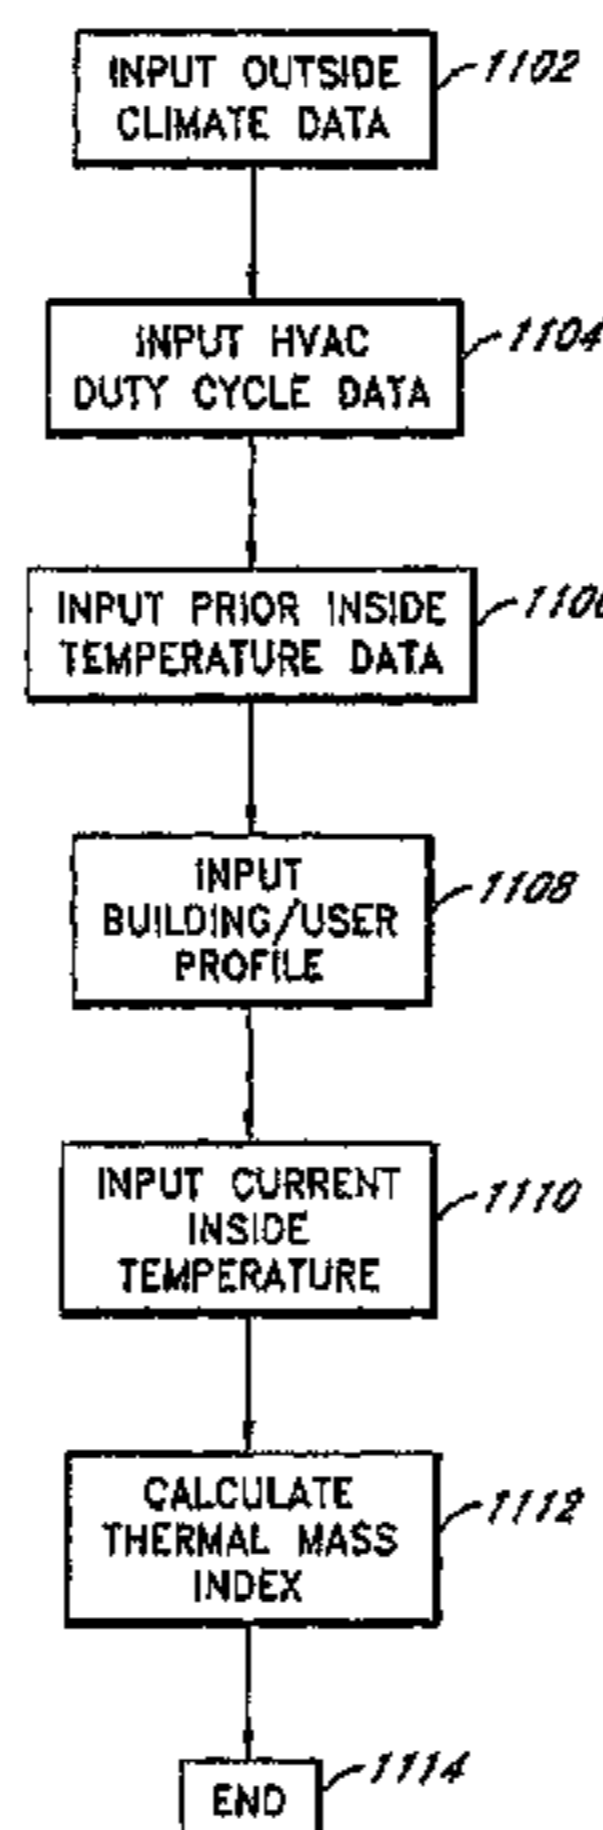 INPUT OUTSIDE
CLIMATE DATA
1102
INPUT HVAC
DUTY CYCLE DATA
1104
INPUT PRIOR INSIDE
TEMPERATURE DATA
1106
INPUT
BUILDING/USER
PROFILE
1108
INPUT CURRENT
INSIDE
TEMPERATURE
1110
CALCULATE
THERMAL MASS
INDEX
1112
END
1114